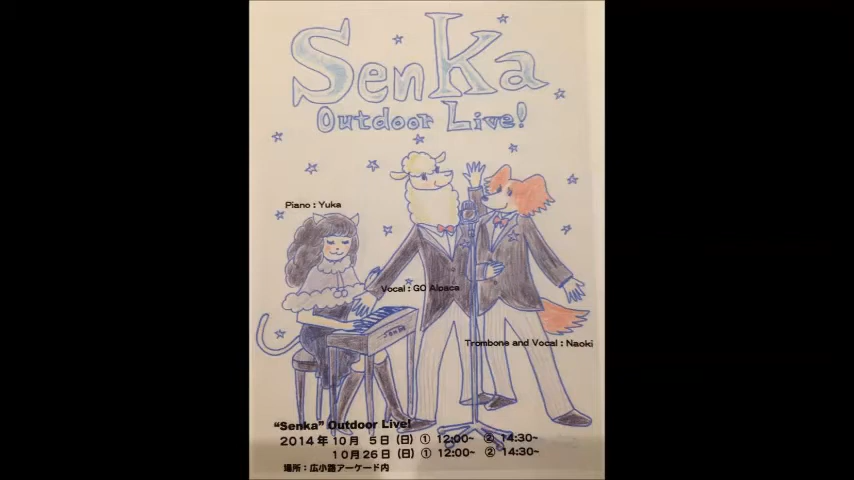 SenKa
Outdoor Live!
Piano : Yuka
Vocal : GO Alpaca
Trombone and Vocal : Naoki
“Senka” Outdoor Live!
2014年 10月 5日 (日) ① 12:00~ ② 14:30~
10月26日 (日) ① 12:00~ ② 14:30~
場所 : 広小路アーケード内